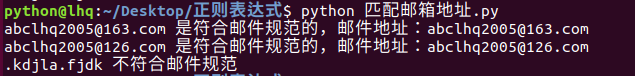 python@lhq:~/Desktop/正则表达式$ python 匹配邮箱地址.py
abclhq2005@163.com 是符合邮件规范的，邮件地址：abclhq2005@163.com
abclhq2005@126.com 是符合邮件规范的，邮件地址：abclhq2005@126.com
.kdjla.fjdk 不符合邮件规范